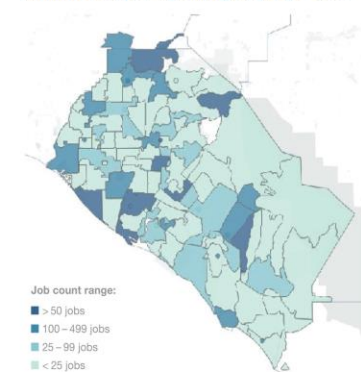 Job count range:
> 50 jobs
100 – 499 jobs
25 – 99 jobs
< 25 jobs